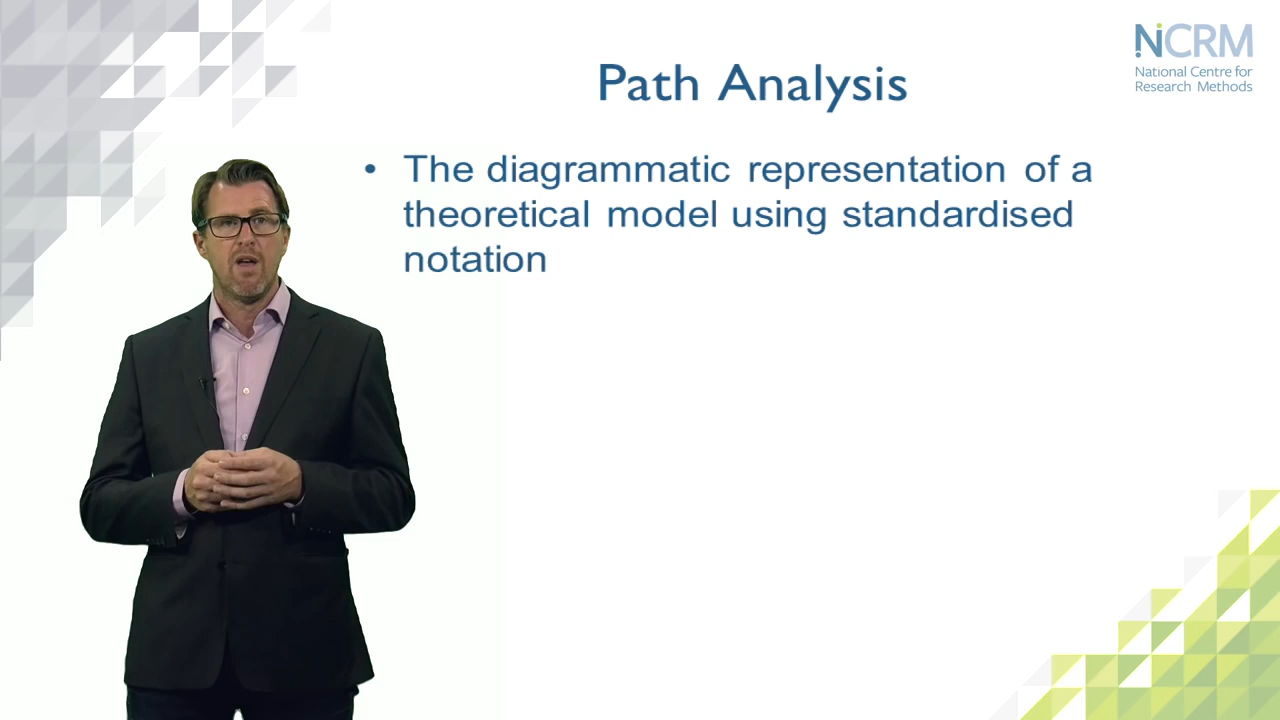 NCRM
National Centre for
Research Methods
Path Analysis
• The diagrammatic representation of a
theoretical model using standardised
notation